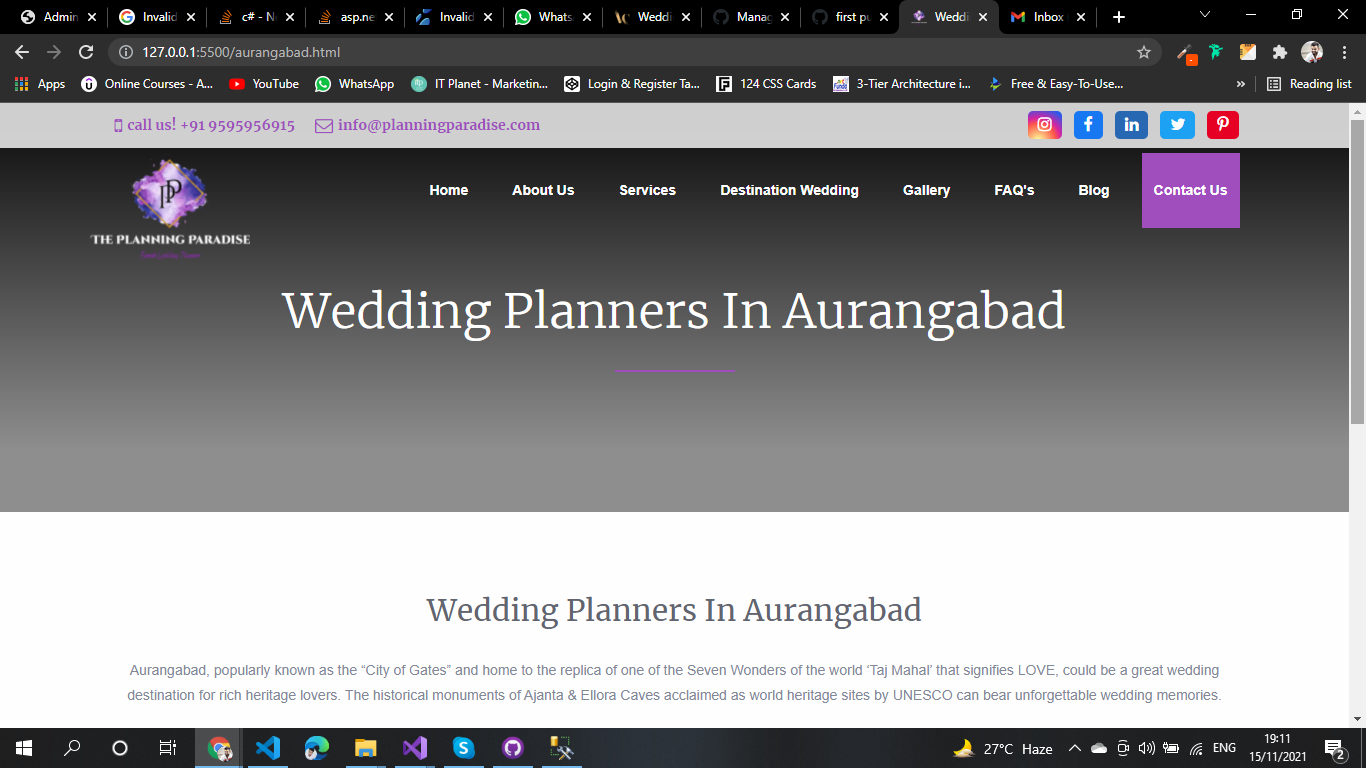 Admin
Invalid
c# - N
asp.ne
Invalid
Whats
Weddi
Manag
first pu
Weddi
Inbox
127.0.0.1:5500/aurangabad.html
Apps
Online Courses - A...
YouTube
WhatsApp
IT Planet - Marketin...
Login & Register Ta...
124 CSS Cards
3-Tier Architecture i...
Free & Easy-To-Use...
»
Reading list
call us! +91 9595956915
info@planningparadise.com
PP
THE PLANNING PARADISE
Home
About Us
Services
Destination Wedding
Gallery
FAQ's
Blog
Contact Us
Wedding Planners In Aurangabad
Wedding Planners In Aurangabad
Aurangabad, popularly known as the “City of Gates” and home to the replica of one of the Seven Wonders of the world ‘Taj Mahal’ that signifies LOVE, could be a great wedding
destination for rich heritage lovers. The historical monuments of Ajanta & Ellora Caves acclaimed as world heritage sites by UNESCO can bear unforgettable wedding memories.
27°C Haze
ENG
19:11
15/11/2021
2